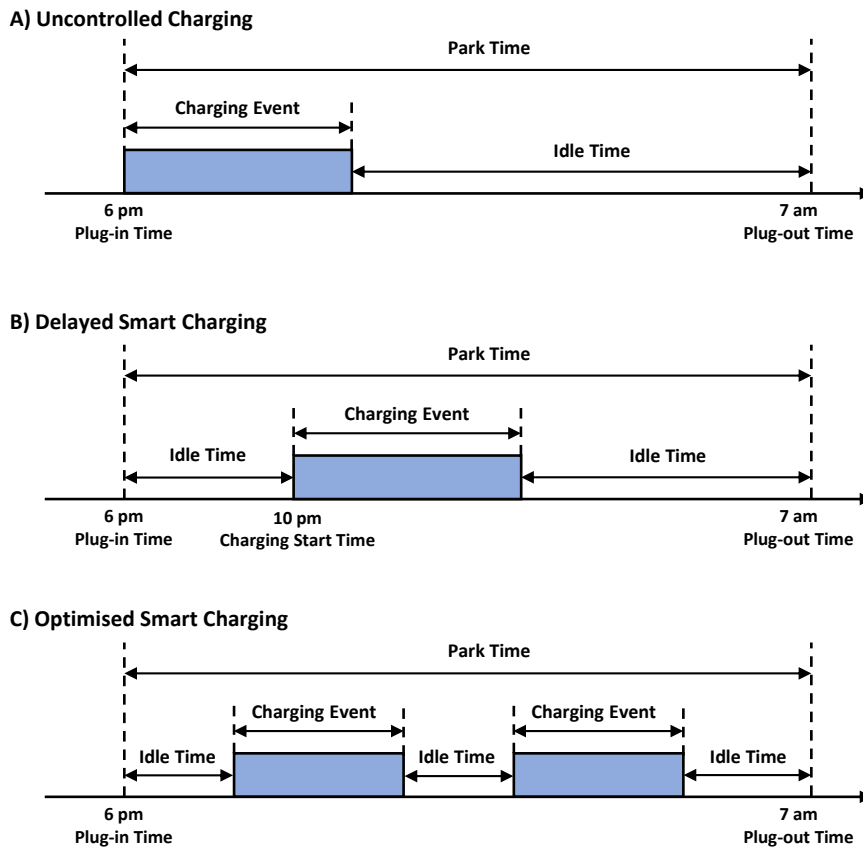 A) Uncontrolled Charging
Park Time
Charging Event
Idle Time
6 pm
Plug-in Time
7 am
Plug-out Time
B) Delayed Smart Charging
Park Time
Charging Event
Idle Time
Idle Time
6 pm
Plug-in Time
10 pm
Charging Start Time
7 am
Plug-out Time
C) Optimised Smart Charging
Park Time
Charging Event
Charging Event
Idle Time
Idle Time
Idle Time
6 pm
Plug-in Time
7 am
Plug-out Time